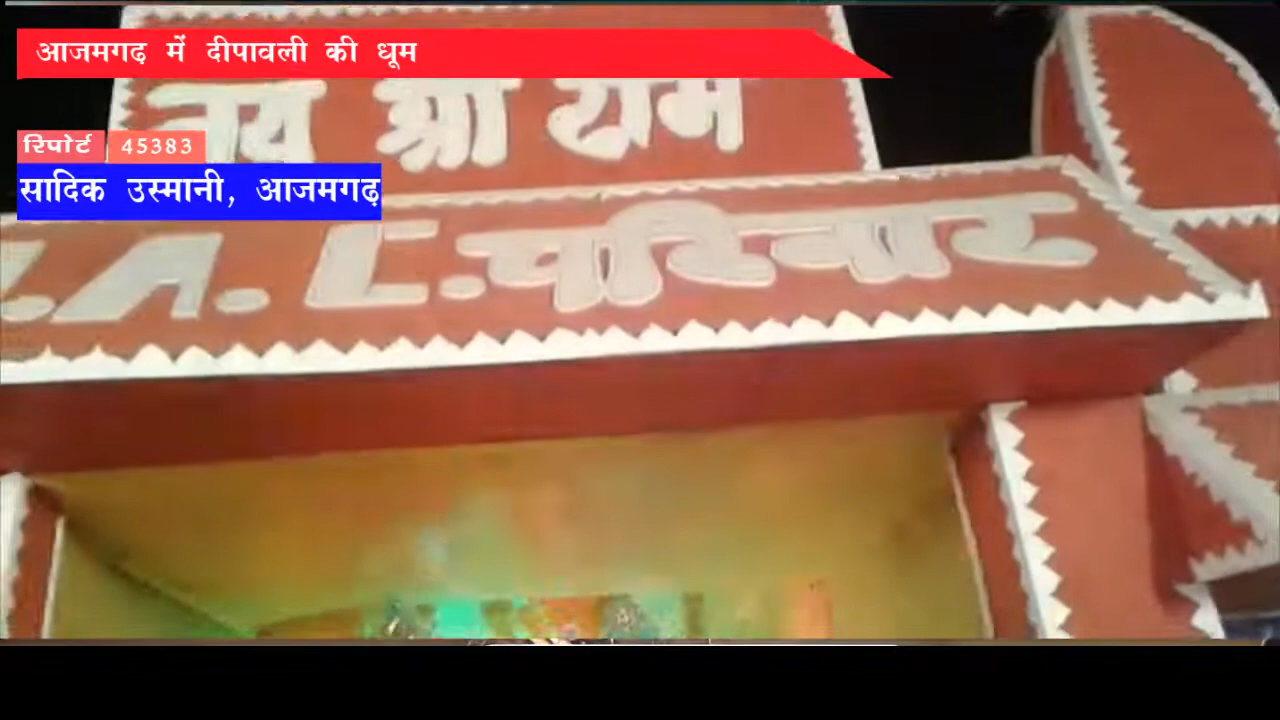 आजमगढ़ में दीपावली की धूम
जय श्री राम
रिपोर्ट 45383
सादिक उस्मानी, आजमगढ़
.A.C.परिवार